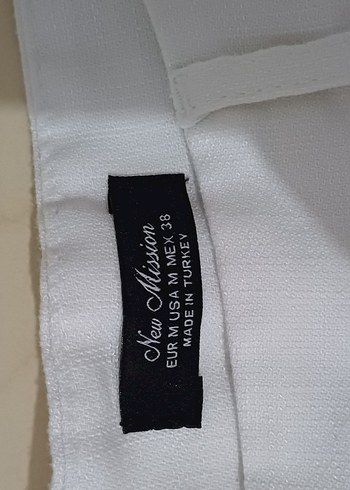 New Mission
EUR M USA M MEX 38
MADE IN TURKEY